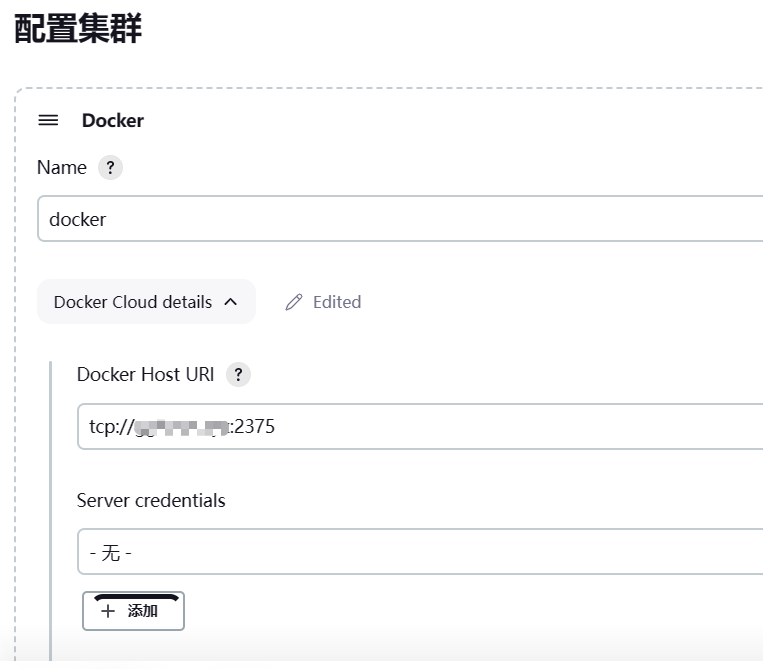 配置集群
Docker
Name ?
docker
Docker Cloud details Edited
Docker Host URI ?
tcp:// :2375
Server credentials
- 无 -
+ 添加